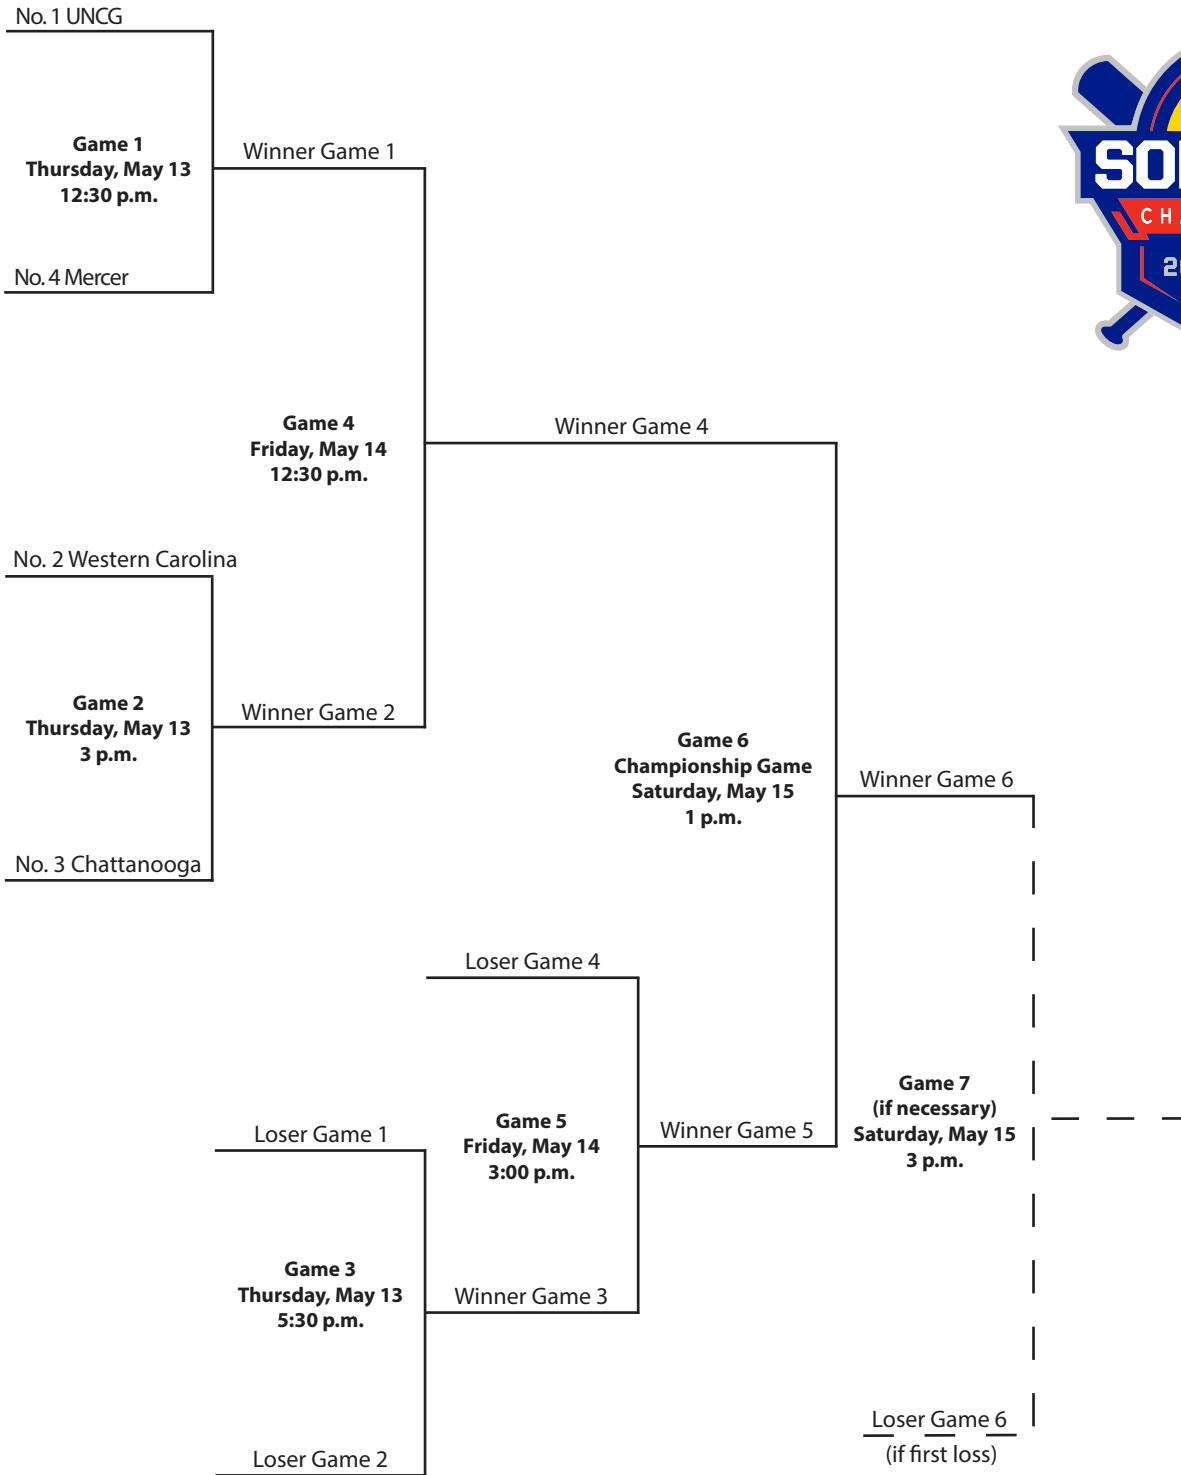 No. 1 UNCG
Game 1
Thursday, May 13
12:30 p.m.
Winner Game 1
No. 4 Mercer
Game 4
Friday, May 14
12:30 p.m.
Winner Game 4
No. 2 Western Carolina
Game 2
Thursday, May 13
3 p.m.
Winner Game 2
No. 3 Chattanooga
Game 6
Championship Game
Saturday, May 15
1 p.m.
Winner Game 6
Loser Game 4
Game 5
Friday, May 14
3:00 p.m.
Winner Game 5
Loser Game 1
Game 3
Thursday, May 13
5:30 p.m.
Winner Game 3
Loser Game 2
Game 7
(if necessary)
Saturday, May 15
3 p.m.
Loser Game 6
(if first loss)